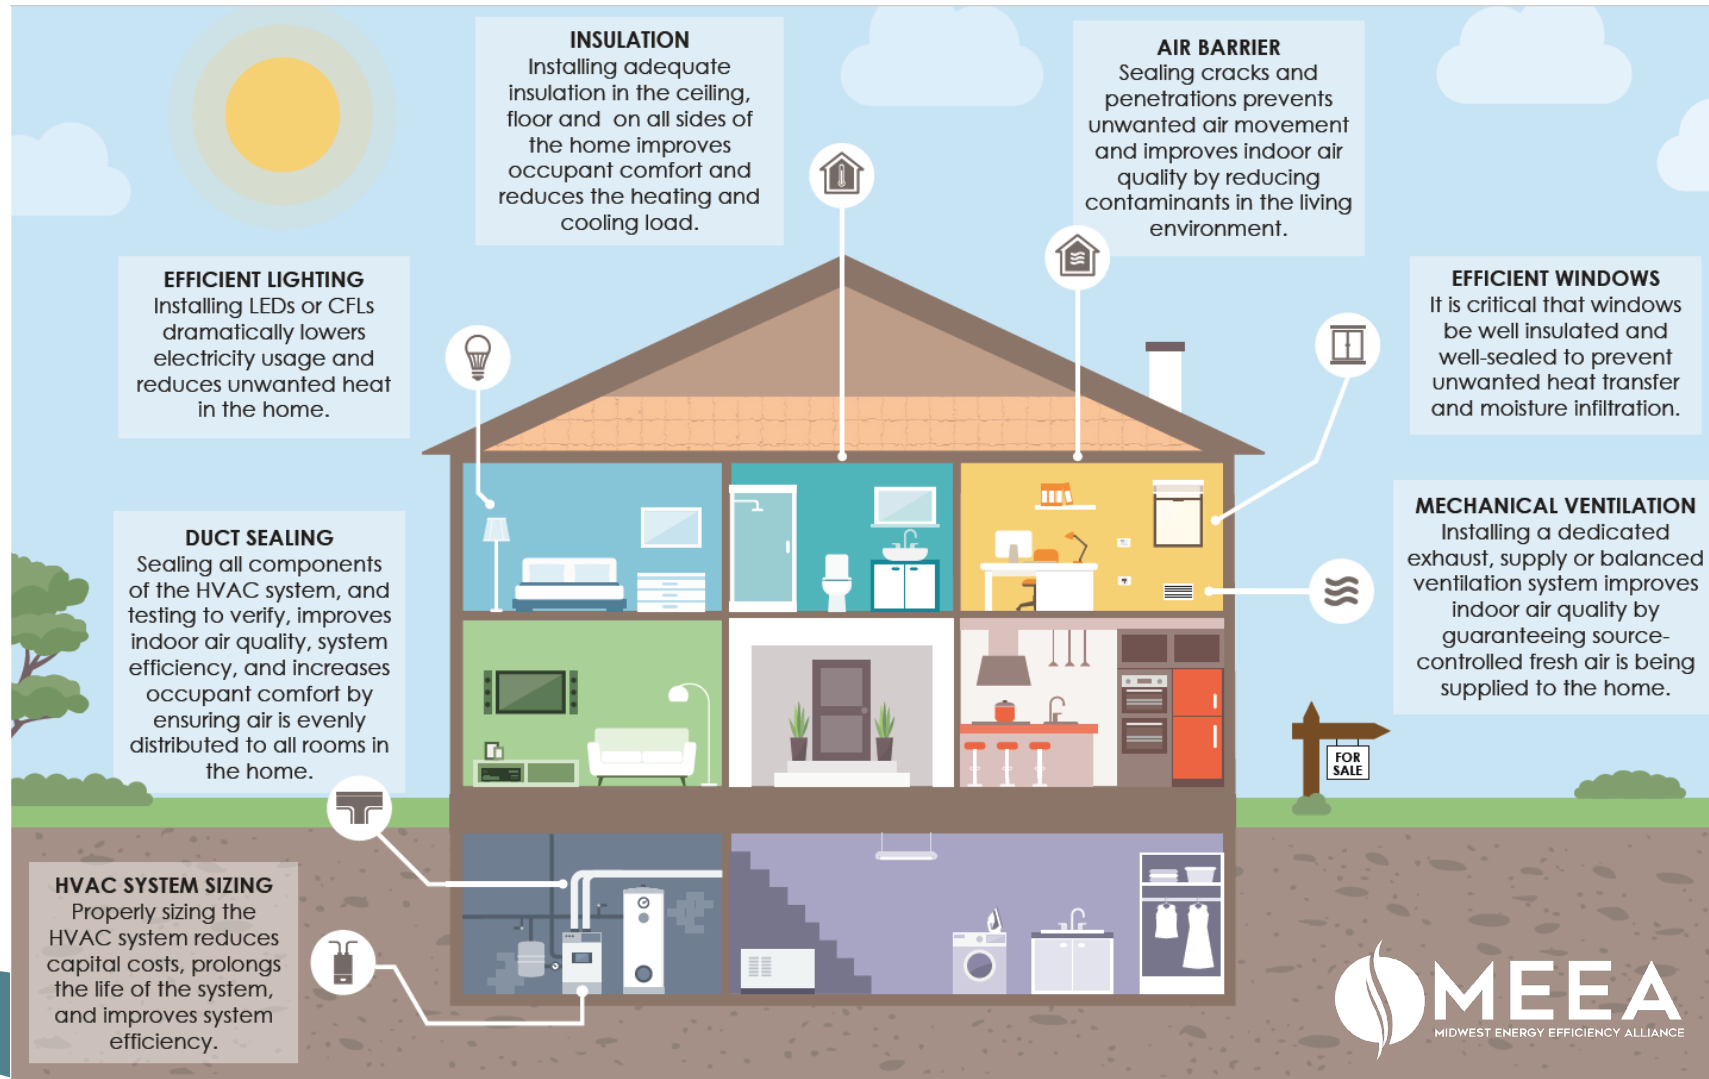 INSULATION
Installing adequate
insulation in the ceiling,
floor and on all sides of
the home improves
occupant comfort and
reduces the heating and
cooling load.
AIR BARRIER
Sealing cracks and
penetrations prevents
unwanted air movement
and improves indoor air
quality by reducing
contaminants in the living
environment.
EFFICIENT LIGHTING
Installing LEDs or CFLs
dramatically lowers
electricity usage and
reduces unwanted heat
in the home.
EFFICIENT WINDOWS
It is critical that windows
be well insulated and
well-sealed to prevent
unwanted heat transfer
and moisture infiltration.
DUCT SEALING
Sealing all components
of the HVAC system, and
testing to verify, improves
indoor air quality, system
efficiency, and increases
occupant comfort by
ensuring air is evenly
distributed to all rooms in
the home.
MECHANICAL VENTILATION
Installing a dedicated
exhaust, supply or balanced
ventilation system improves
indoor air quality by
guaranteeing source-
controlled fresh air is being
supplied to the home.
FOR
SALE
HVAC SYSTEM SIZING
Properly sizing the
HVAC system reduces
capital costs, prolongs
the life of the system,
and improves system
efficiency.
MEEA
MIDWEST ENERGY EFFICIENCY ALLIANCE